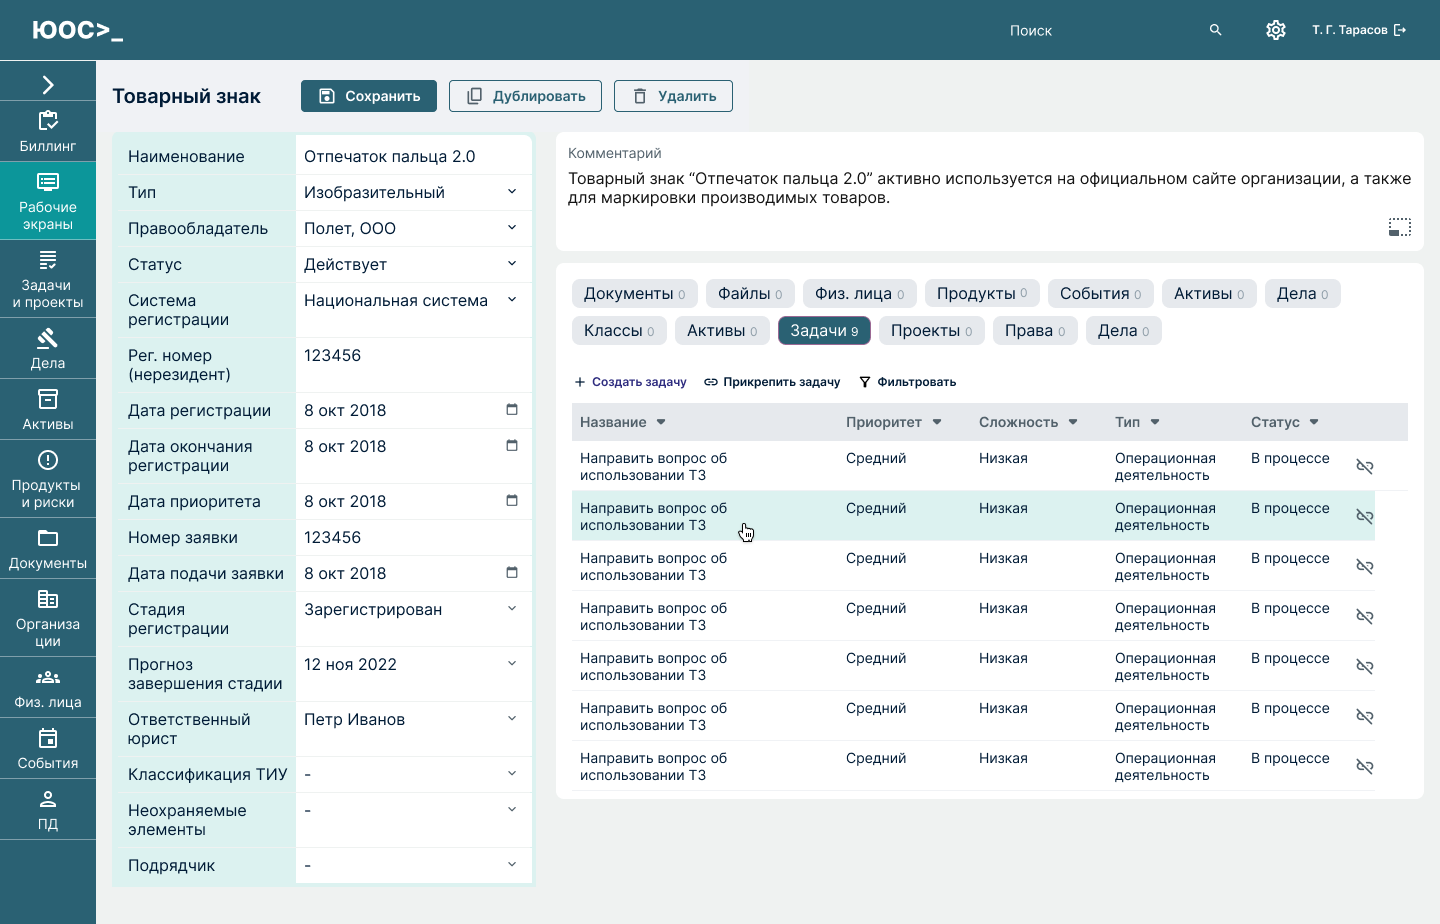 ЮОС>_
Поиск
Т. Г. Тарасов
Биллинг
Рабочие
экраны
Задачи
и проекты
Дела
Активы
Продукты
и риски
Документы
Организа
ции
Физ. лица
События
ПД
Товарный знак
Сохранить
Дублировать
Удалить
Наименование Отпечаток пальца 2.0
Тип Изобразительный
Правообладатель Полет, ООО
Статус Действует
Система Национальная система
регистрации
Рег. номер 123456
(нерезидент)
Дата регистрации 8 окт 2018
Дата окончания 8 окт 2018
регистрации
Дата приоритета 8 окт 2018
Номер заявки 123456
Дата подачи заявки 8 окт 2018
Стадия Зарегистрирован
регистрации
Прогноз 12 ноя 2022
завершения стадии
Ответственный Петр Иванов
юрист
Классификация ТИУ -
Неохраняемые -
элементы
Подрядчик -
Комментарий
Товарный знак “Отпечаток пальца 2.0” активно используется на официальном сайте организации, а также
для маркировки производимых товаров.
Документы 0 Файлы 0 Физ. лица 0 Продукты 0 События 0 Активы 0 Дела 0
Классы 0 Активы 0 Задачи 9 Проекты 0 Права 0 Дела 0
+ Создать задачу Прикрепить задачу Фильтровать
Название Приоритет Сложность Тип Статус
Направить вопрос об Средний Низкая Операционная В процессе
использовании ТЗ деятельность
Направить вопрос об Средний Низкая Операционная В процессе
использовании ТЗ деятельность
Направить вопрос об Средний Низкая Операционная В процессе
использовании ТЗ деятельность
Направить вопрос об Средний Низкая Операционная В процессе
использовании ТЗ деятельность
Направить вопрос об Средний Низкая Операционная В процессе
использовании ТЗ деятельность
Направить вопрос об Средний Низкая Операционная В процессе
использовании ТЗ деятельность
Направить вопрос об Средний Низкая Операционная В процессе
использовании ТЗ деятельность